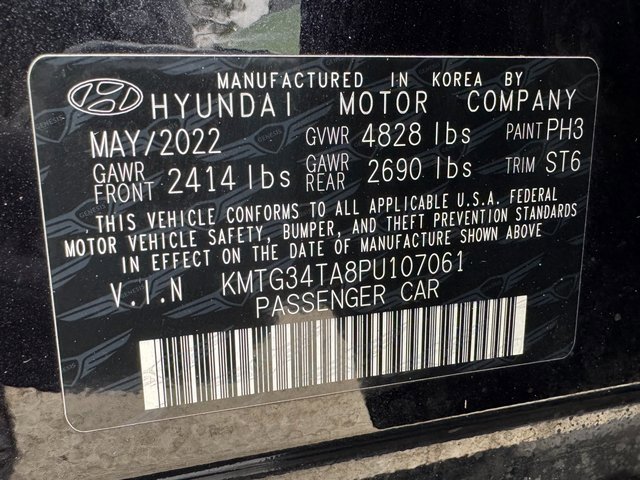 MANUFACTURED IN KOREA BY
HYUNDAI MOTOR COMPANY
MAY/2022 GVWR 4828 lbs PAINT PH3
GAWR FRONT 2414 lbs GAWR REAR 2690 lbs TRIM ST6
THIS VEHICLE CONFORMS TO ALL APPLICABLE U.S.A. FEDERAL
MOTOR VEHICLE SAFETY, BUMPER, AND THEFT PREVENTION STANDARDS
IN EFFECT ON THE DATE OF MANUFACTURE SHOWN ABOVE
V.I.N KMTG34TA8PU107061
PASSENGER CAR